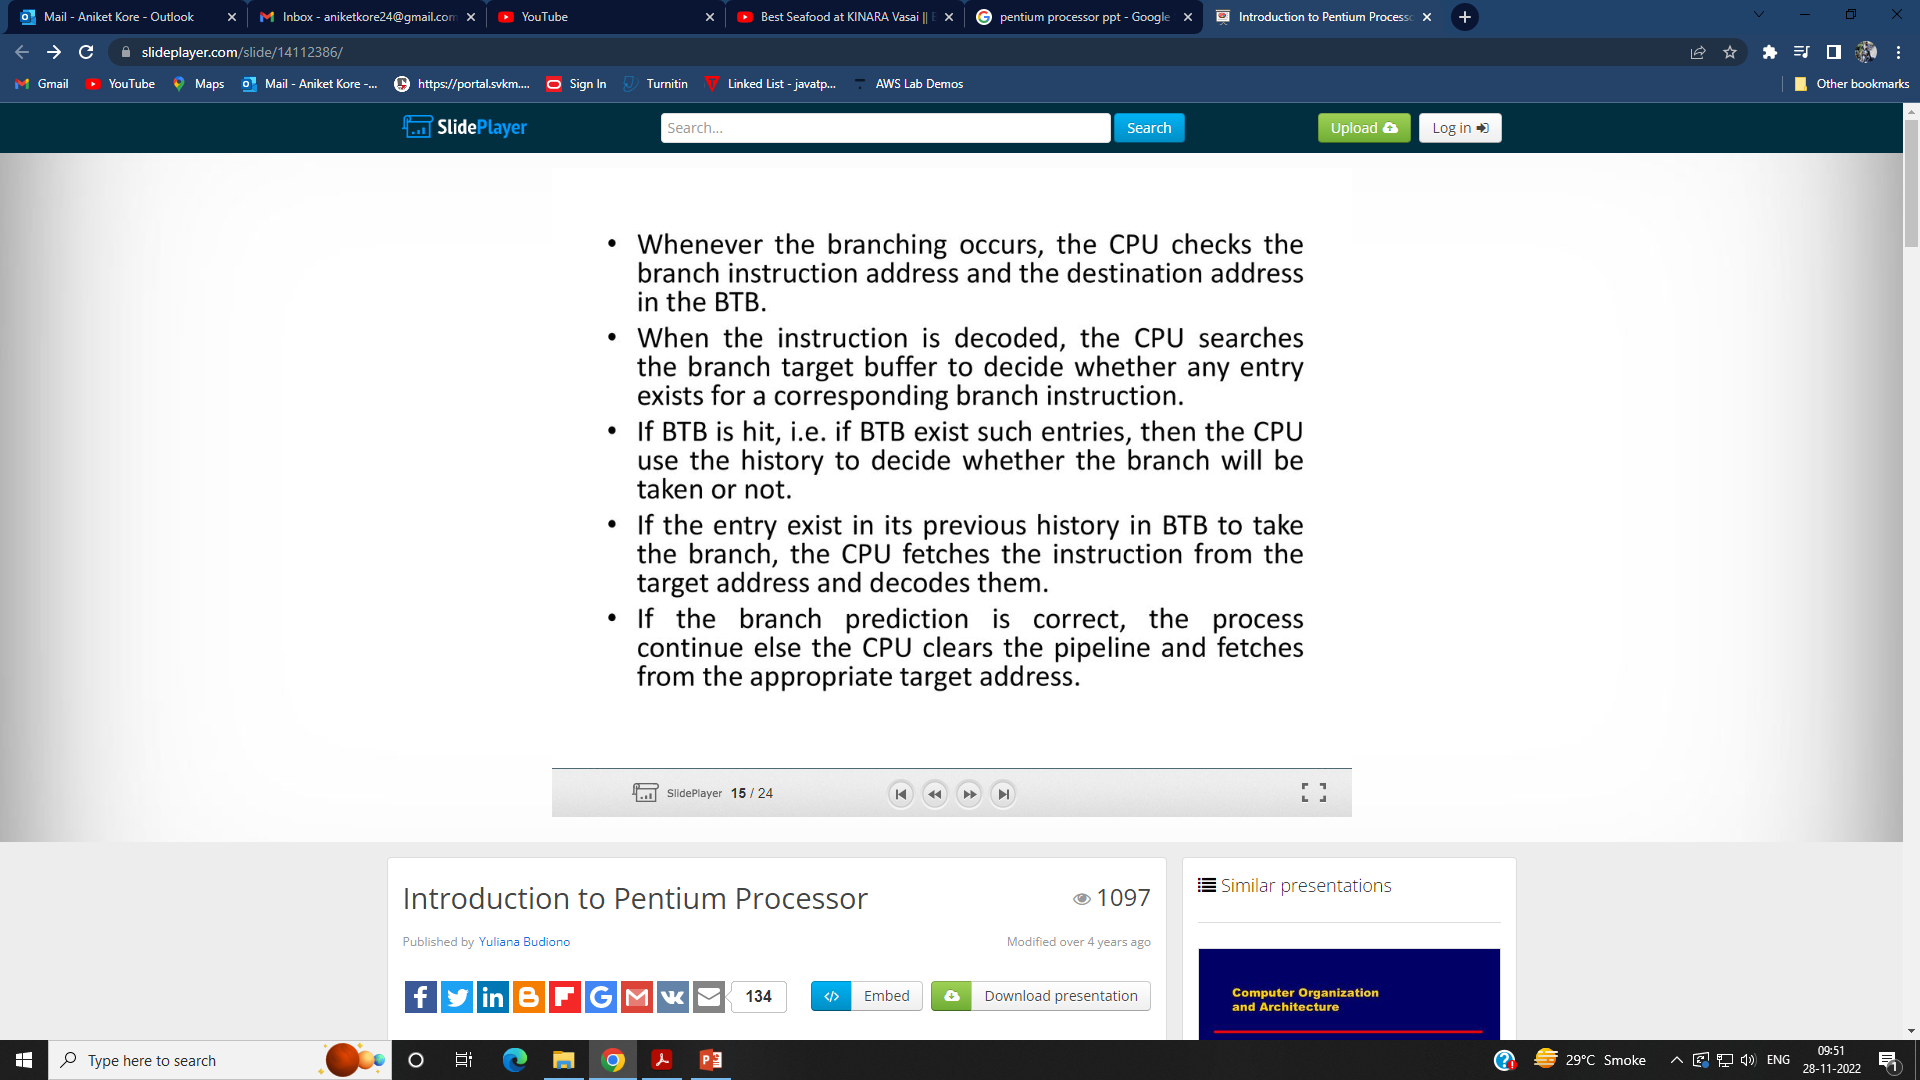 Mail - Aniket Kore - Outlook
Inbox - aniketkore24@gmail.com
YouTube
Best Seafood at KINARA Vasai ||
pentium processor ppt - Google
Introduction to Pentium Process
slideplayer.com/slide/14112386/
Gmail
YouTube
Maps
Mail - Aniket Kore -...
https://portal.svkm....
Sign In
Turnitin
Linked List - javatp...
AWS Lab Demos
Other bookmarks
SlidePlayer
Search...
Search
Upload
Log in
• Whenever the branching occurs, the CPU checks the
branch instruction address and the destination address
in the BTB.
• When the instruction is decoded, the CPU searches
the branch target buffer to decide whether any entry
exists for a corresponding branch instruction.
• If BTB is hit, i.e. if BTB exist such entries, then the CPU
use the history to decide whether the branch will be
taken or not.
• If the entry exist in its previous history in BTB to take
the branch, the CPU fetches the instruction from the
target address and decodes them.
• If the branch prediction is correct, the process
continue else the CPU clears the pipeline and fetches
from the appropriate target address.
SlidePlayer 15 / 24
Introduction to Pentium Processor
1097
Published by Yuliana Budiono
Modified over 4 years ago
134
Embed
Download presentation
Similar presentations
Computer Organization
and Architecture
Type here to search
29°C Smoke
ENG
09:51
28-11-2022
1